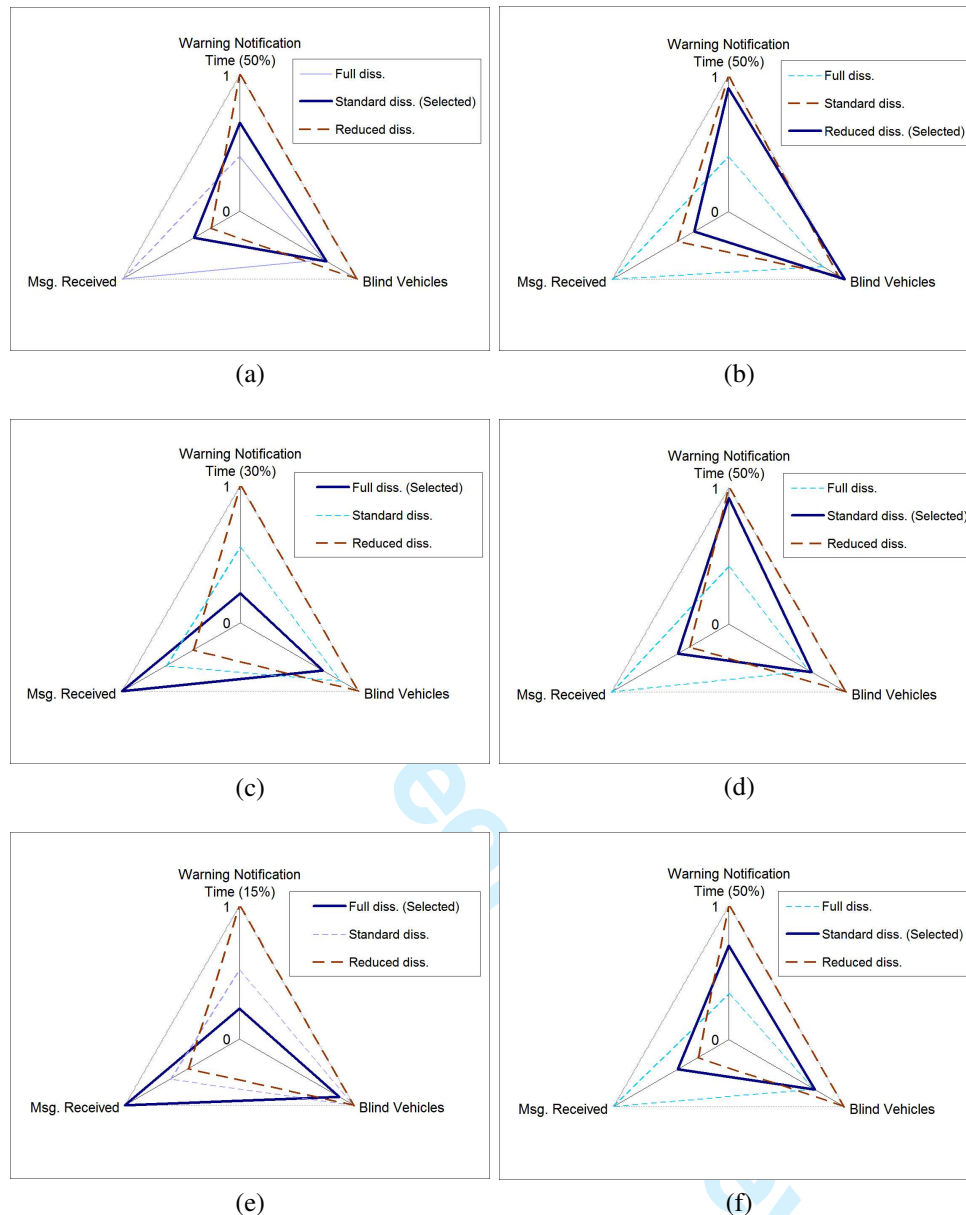 Warning Notification
Time (50%)
1
0
Msg. Received
Blind Vehicles
Full diss.
Standard diss. (Selected)
Reduced diss.
(a)
Warning Notification
Time (50%)
1
0
Msg. Received
Blind Vehicles
Full diss.
Standard diss.
Reduced diss. (Selected)
(b)
Warning Notification
Time (30%)
1
0
Msg. Received
Blind Vehicles
Full diss. (Selected)
Standard diss.
Reduced diss.
(c)
Warning Notification
Time (50%)
1
0
Msg. Received
Blind Vehicles
Full diss.
Standard diss. (Selected)
Reduced diss.
(d)
Warning Notification
Time (15%)
1
0
Msg. Received
Blind Vehicles
Full diss. (Selected)
Standard diss.
Reduced diss.
(e)
Warning Notification
Time (50%)
1
0
Msg. Received
Blind Vehicles
Full diss.
Standard diss. (Selected)
Reduced diss.
(f)